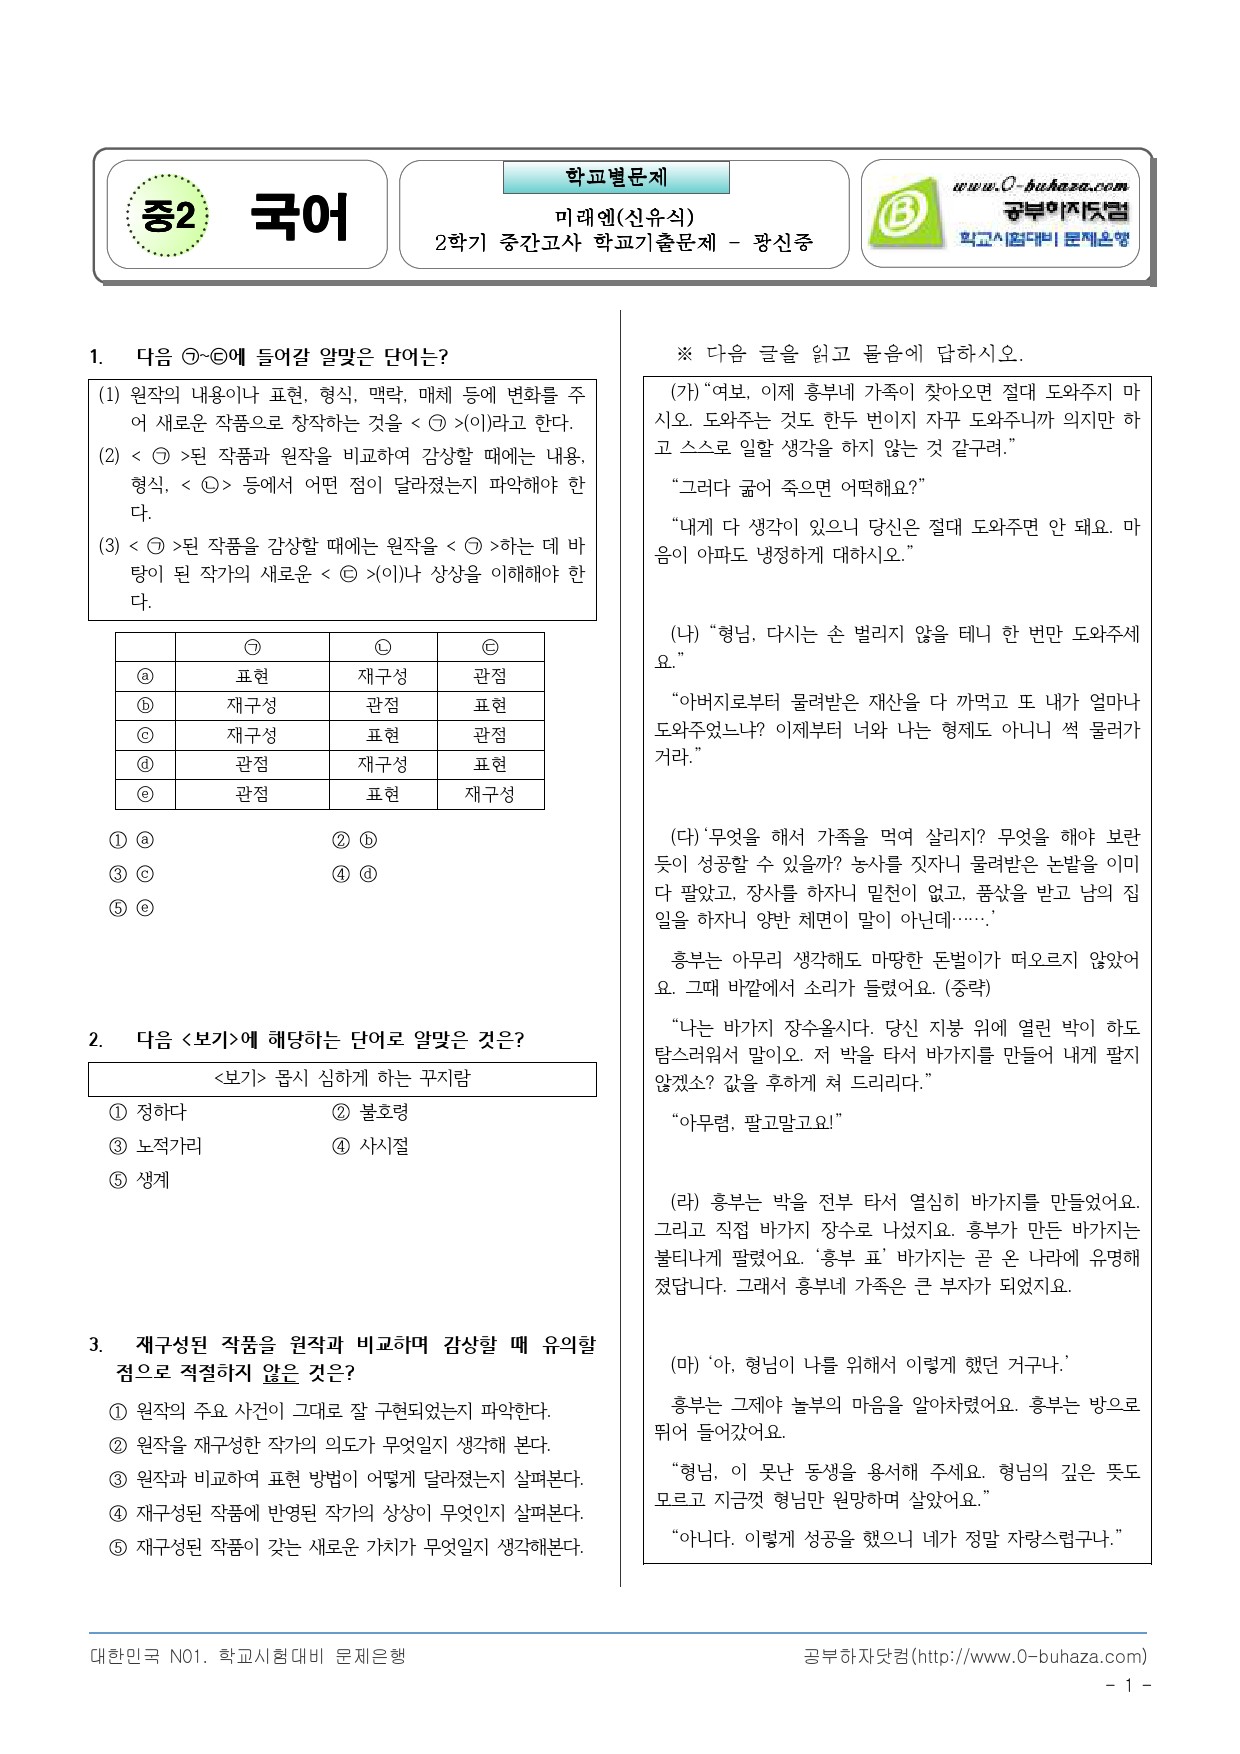 중2
국어
학교별문제
미래엔(신유식)
2학기 중간고사 학교기출문제 - 광신중
www.0-buhaza.com
공부하자닷컴
학교시험대비 문제은행
1. 다음 ㉠~㉢에 들어갈 알맞은 단어는?
(1) 원작의 내용이나 표현, 형식, 맥락, 매체 등에 변화를 주
어 새로운 작품으로 창작하는 것을 < ㉠ >(이)라고 한다.
(2) < ㉠ >된 작품과 원작을 비교하여 감상할 때에는 내용,
형식, < ㉡> 등에서 어떤 점이 달라졌는지 파악해야 한
다.
(3) < ㉠ >된 작품을 감상할 때에는 원작을 < ㉠ >하는 데 바
탕이 된 작가의 새로운 < ㉢ >(이)나 상상을 이해해야 한
다.
㉠ ㉡ ㉢
ⓐ 표현 재구성 관점
ⓑ 재구성 관점 표현
ⓒ 재구성 표현 관점
ⓓ 관점 재구성 표현
ⓔ 관점 표현 재구성
① ⓐ ② ⓑ
③ ⓒ ④ ⓓ
⑤ ⓔ
2. 다음 <보기>에 해당하는 단어로 알맞은 것은?
<보기> 몹시 심하게 하는 꾸지람
① 정하다 ② 불호령
③ 노적가리 ④ 사시절
⑤ 생계
3. 재구성된 작품을 원작과 비교하며 감상할 때 유의할
점으로 적절하지 않은 것은?
① 원작의 주요 사건이 그대로 잘 구현되었는지 파악한다.
② 원작을 재구성한 작가의 의도가 무엇일지 생각해 본다.
③ 원작과 비교하여 표현 방법이 어떻게 달라졌는지 살펴본다.
④ 재구성된 작품에 반영된 작가의 상상이 무엇인지 살펴본다.
⑤ 재구성된 작품이 갖는 새로운 가치가 무엇일지 생각해본다.
※ 다음 글을 읽고 물음에 답하시오.
(가) “여보, 이제 흥부네 가족이 찾아오면 절대 도와주지 마
시오. 도와주는 것도 한두 번이지 자꾸 도와주니까 의지만 하
고 스스로 일할 생각을 하지 않는 것 같구려.”
“그러다 굶어 죽으면 어떡해요?”
“내게 다 생각이 있으니 당신은 절대 도와주면 안 돼요. 마
음이 아파도 냉정하게 대하시오.”
(나) “형님, 다시는 손 벌리지 않을 테니 한 번만 도와주세
요.”
“아버지로부터 물려받은 재산을 다 까먹고 또 내가 얼마나
도와주었느냐? 이제부터 너와 나는 형제도 아니니 썩 물러가
거라.”
(다) ‘무엇을 해서 가족을 먹여 살리지? 무엇을 해야 보란
듯이 성공할 수 있을까? 농사를 짓자니 물려받은 논밭을 이미
다 팔았고, 장사를 하자니 밑천이 없고, 품삯을 받고 남의 집
일을 하자니 양반 체면이 말이 아닌데…….’
흥부는 아무리 생각해도 마땅한 돈벌이가 떠오르지 않았어
요. 그때 바깥에서 소리가 들렸어요. (중략)
“나는 바가지 장수올시다. 당신 지붕 위에 열린 박이 하도
탐스러워서 말이오. 저 박을 타서 바가지를 만들어 내게 팔지
않겠소? 값을 후하게 쳐 드리리다.”
“아무렴, 팔고말고요!”
(라) 흥부는 박을 전부 타서 열심히 바가지를 만들었어요.
그리고 직접 바가지 장수로 나섰지요. 흥부가 만든 바가지는
불티나게 팔렸어요. ‘흥부 표’ 바가지는 곧 온 나라에 유명해
졌답니다. 그래서 흥부네 가족은 큰 부자가 되었지요.
(마) ‘아, 형님이 나를 위해서 이렇게 했던 거구나.’
흥부는 그제야 놀부의 마음을 알아차렸어요. 흥부는 방으로
뛰어 들어갔어요.
“형님, 이 못난 동생을 용서해 주세요. 형님의 깊은 뜻도
모르고 지금껏 형님만 원망하며 살았어요.”
“아니다. 이렇게 성공을 했으니 네가 정말 자랑스럽구나.”
대한민국 N01. 학교시험대비 문제은행
공부하자닷컴(http://www.0-buhaza.com)
- 1 -